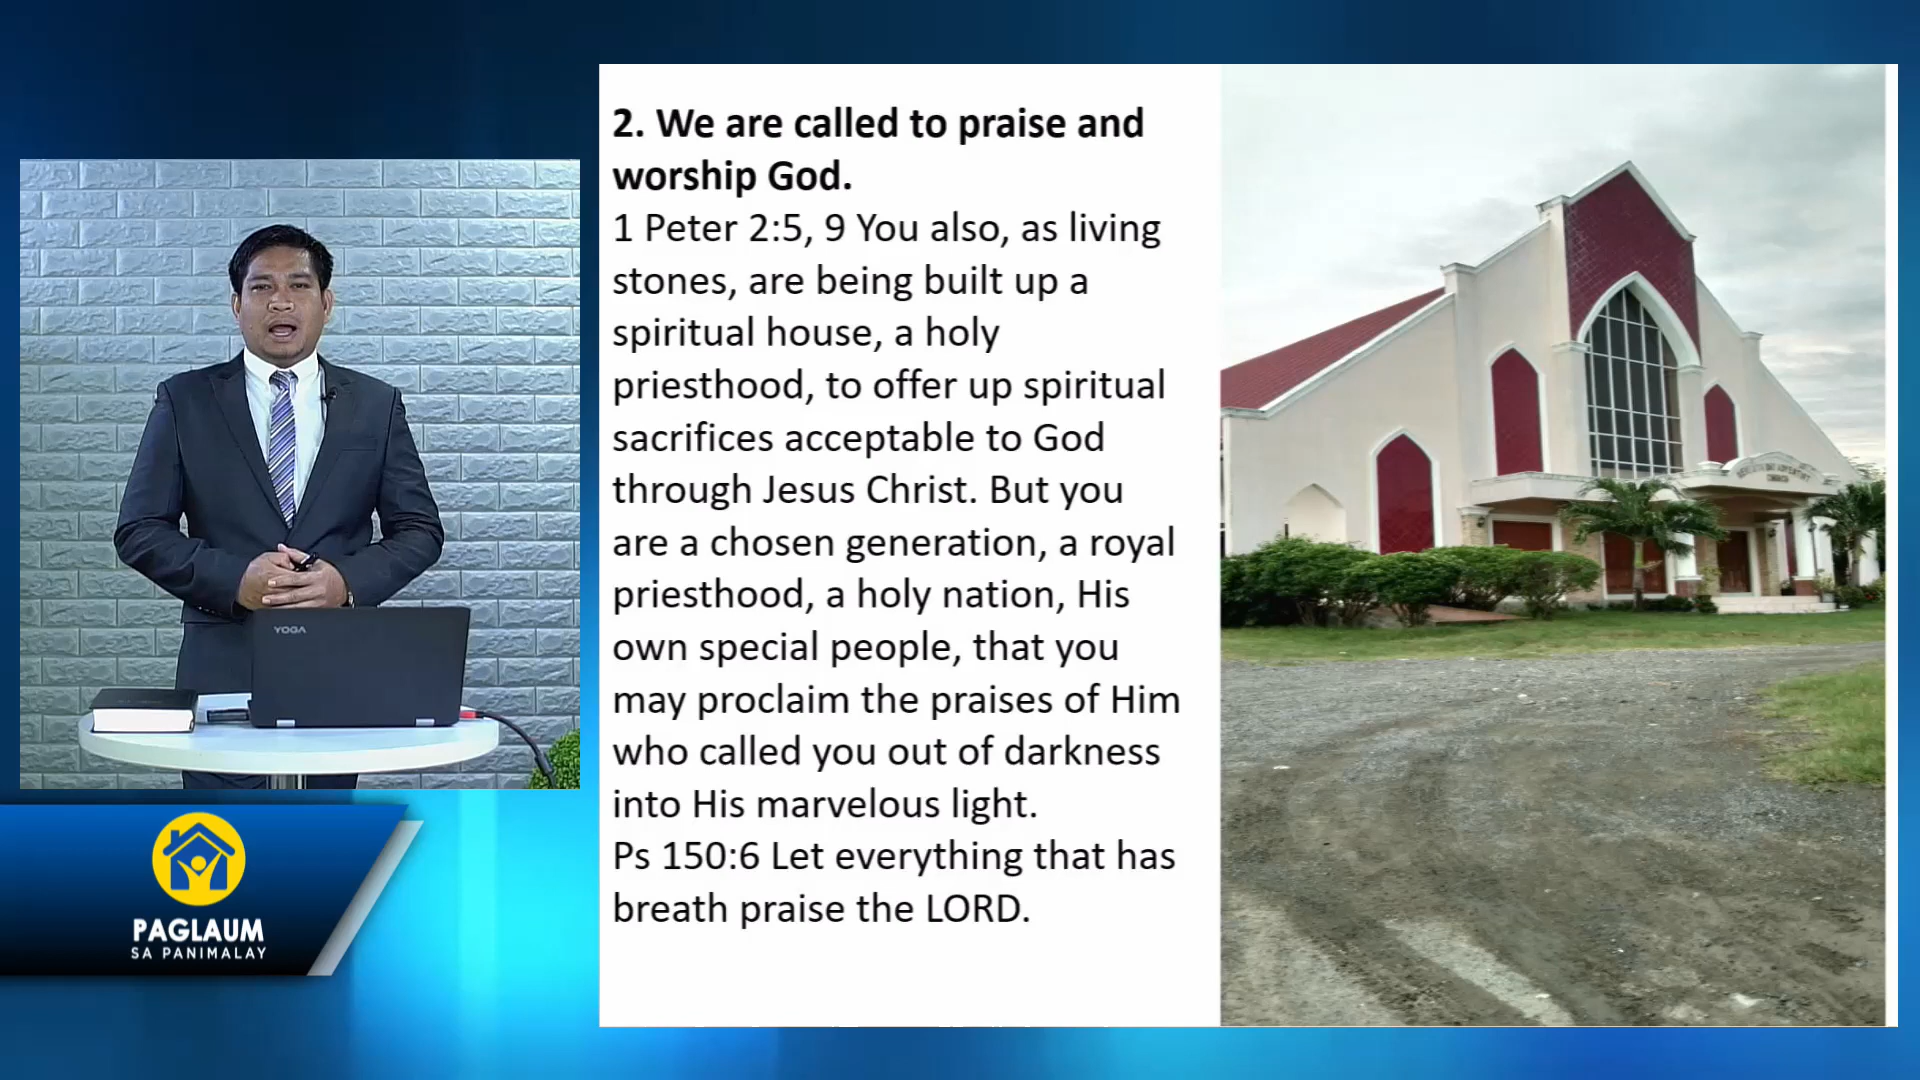 2. We are called to praise and
worship God.
1 Peter 2:5, 9 You also, as living
stones, are being built up a
spiritual house, a holy
priesthood, to offer up spiritual
sacrifices acceptable to God
through Jesus Christ. But you
are a chosen generation, a royal
priesthood, a holy nation, His
own special people, that you
may proclaim the praises of Him
who called you out of darkness
into His marvelous light.
Ps 150:6 Let everything that has
breath praise the LORD.
YOGA
PAGLAUM
SA PANIMALAY
CHURCH